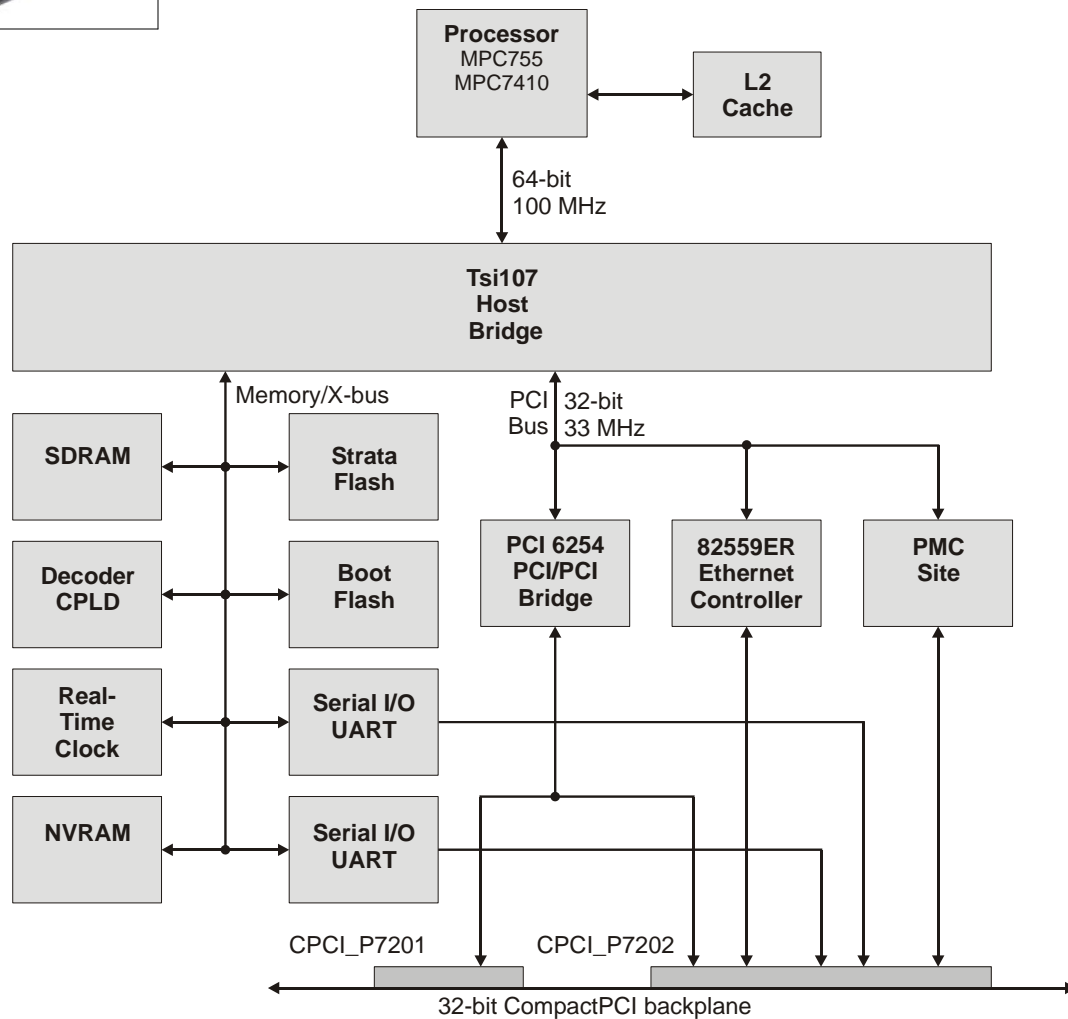 Processor
MPC755
MPC7410
L2
Cache
64-bit
100 MHz
Tsi107
Host
Bridge
Memory/X-bus
PCI
Bus
32-bit
33 MHz
SDRAM
Strata
Flash
PCI 6254
PCI/PCI
Bridge
82559ER
Ethernet
Controller
PMC
Site
Decoder
CPLD
Boot
Flash
Real-
Time
Clock
Serial I/O
UART
NVRAM
Serial I/O
UART
CPCI_P7201
CPCI_P7202
32-bit CompactPCI backplane